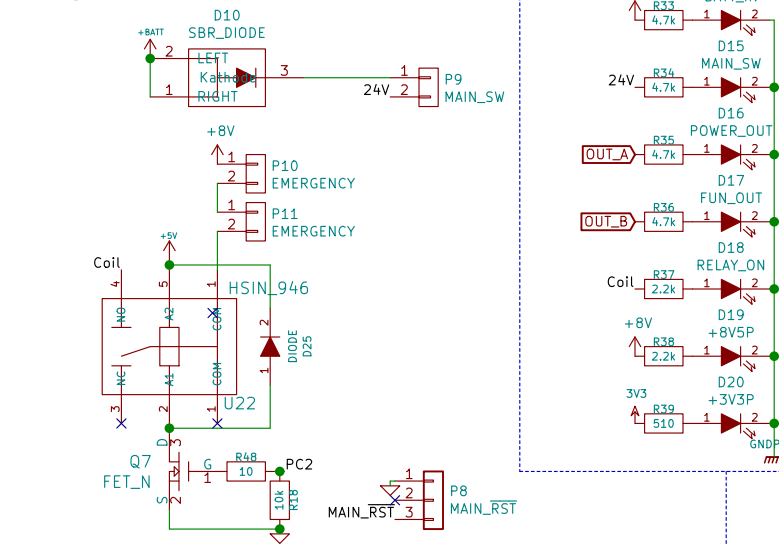 D10
SBR_DIODE
+BATT
2
LEFT
Kathode
3
1
RIGHT
1
24V
2
P9
MAIN_SW
+8V
1
2
P10
EMERGENCY
1
2
P11
EMERGENCY
+5V
Coil
4
5
1
HSIN_946
NO
A2
COM
2
DIODE
D25
1
NC
A1
COM
3
2
1
U22
D
3
Q7
FET_N
G
1
R48
10
PC2
S
2
10k
R18
1
2
MAIN_RST
3
P8
MAIN_RST
R33
4.7k
1
2
D15
MAIN_SW
24V
R34
4.7k
1
2
D16
POWER_OUT
OUT_A
R35
4.7k
1
2
D17
FUN_OUT
OUT_B
R36
4.7k
1
2
D18
RELAY_ON
Coil
R37
2.2k
1
2
D19
+8V5P
+8V
R38
2.2k
1
2
D20
+3V3P
3V3
R39
510
1
2
GNDP